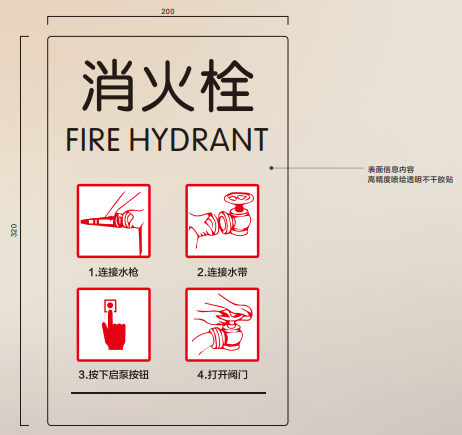 200
消火栓
FIRE HYDRANT
320
表面信息内容
高精度喷绘透明不干胶贴
1.连接水枪
2.连接水带
3.按下启泵按钮
4.打开阀门